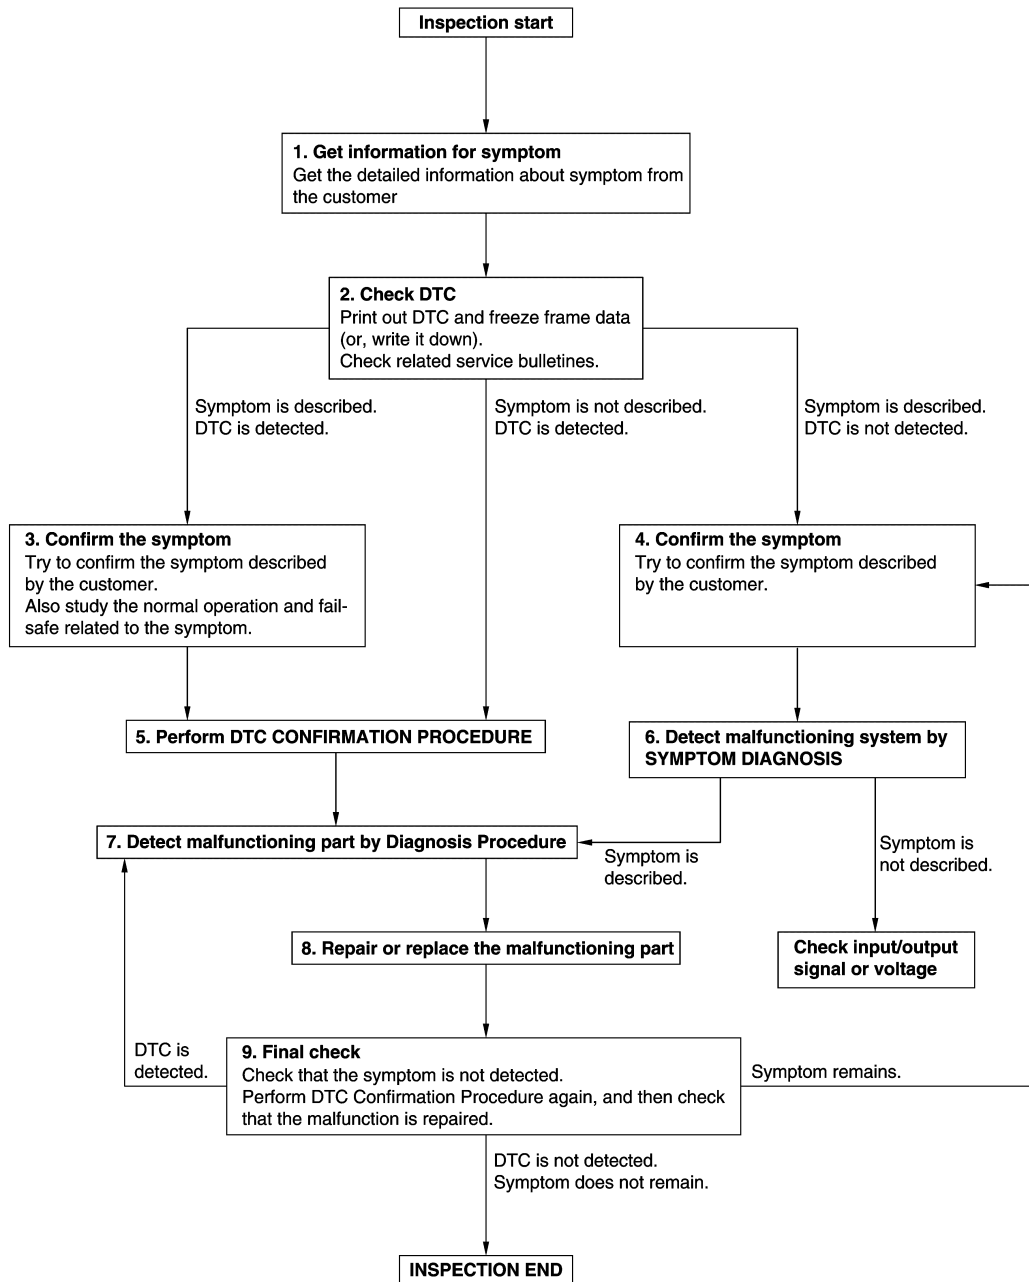 Inspection start
1. Get information for symptom
Get the detailed information about symptom from
the customer
2. Check DTC
Print out DTC and freeze frame data
(or, write it down).
Check related service bulletines.
Symptom is described.
DTC is detected.
Symptom is not described.
DTC is detected.
Symptom is described.
DTC is not detected.
3. Confirm the symptom
Try to confirm the symptom described
by the customer.
Also study the normal operation and fail-
safe related to the symptom.
4. Confirm the symptom
Try to confirm the symptom described
by the customer.
5. Perform DTC CONFIRMATION PROCEDURE
6. Detect malfunctioning system by
SYMPTOM DIAGNOSIS
7. Detect malfunctioning part by Diagnosis Procedure
Symptom is
described.
Symptom is
not described.
8. Repair or replace the malfunctioning part
Check input/output
signal or voltage
DTC is
detected.
9. Final check
Check that the symptom is not detected.
Perform DTC Confirmation Procedure again, and then check
that the malfunction is repaired.
Symptom remains.
DTC is not detected.
Symptom does not remain.
INSPECTION END